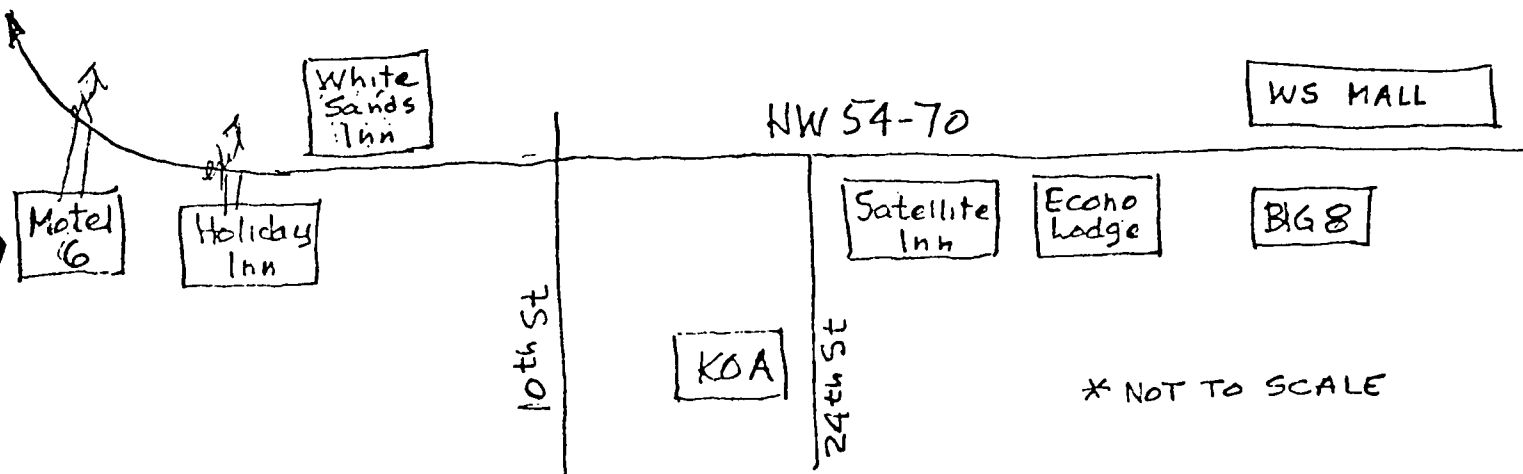 White
Sands
Inn
HW 54-70
WS MALL
Motel
6
Holiday
Inn
Satellite
Inn
Econo
Lodge
BIG 8
10th St
KOA
24th St
* NOT TO SCALE